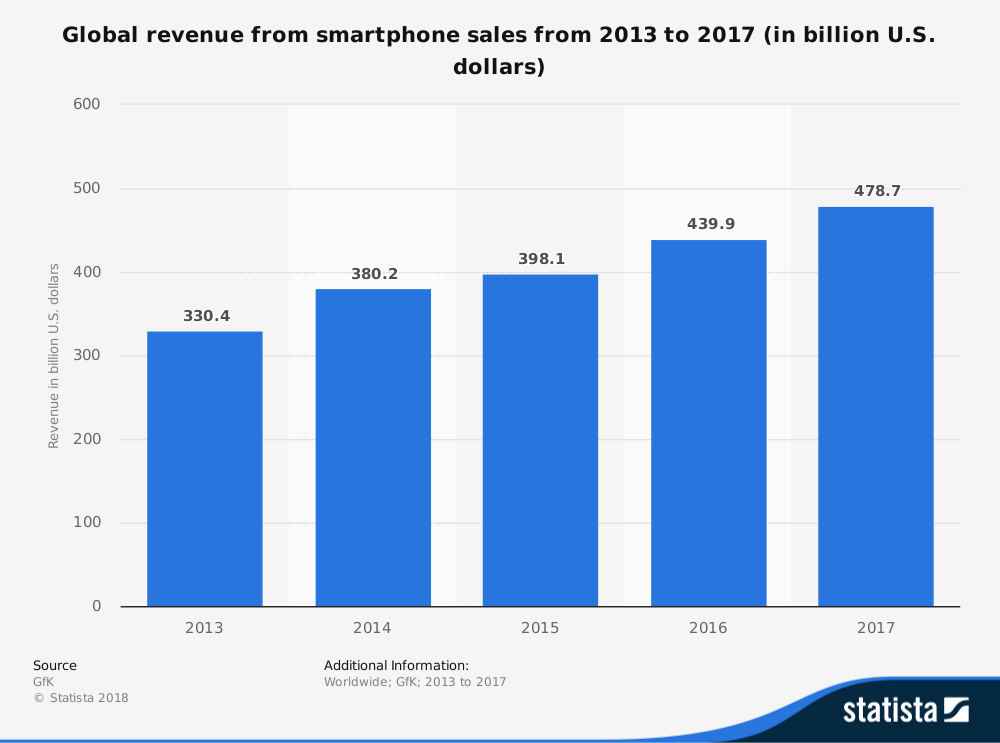 Global revenue from smartphone sales from 2013 to 2017 (in billion U.S.
dollars)
600
500
400
300
200
100
0
Revenue in billion U.S. dollars
330.4
380.2
398.1
439.9
478.7
2013
2014
2015
2016
2017
Source
GfK
© Statista 2018
Additional Information:
Worldwide; GfK; 2013 to 2017
statista